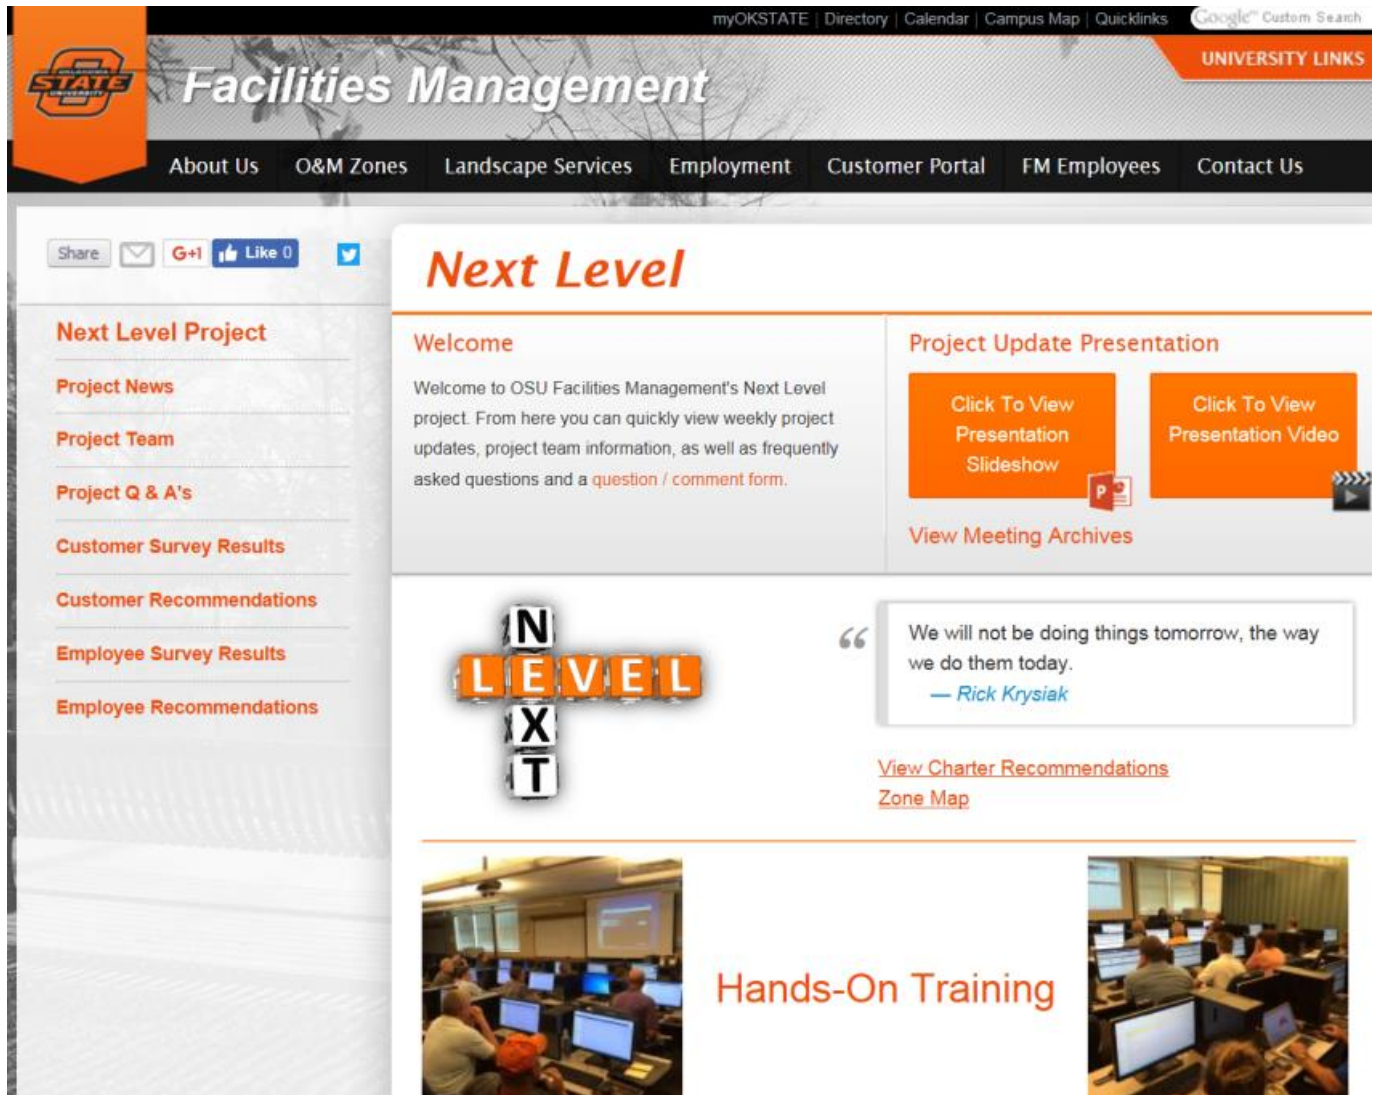 myOKSTATE | Directory | Calendar | Campus Map | Quicklinks
Google™ Custom Search
UNIVERSITY LINKS
OKLAHOMA
STATE
UNIVERSITY
Facilities Management
About Us
O&M Zones
Landscape Services
Employment
Customer Portal
FM Employees
Contact Us
Share
G+1
Like 0
Next Level Project
Project News
Project Team
Project Q & A's
Customer Survey Results
Customer Recommendations
Employee Survey Results
Employee Recommendations
Next Level
Welcome
Welcome to OSU Facilities Management's Next Level
project. From here you can quickly view weekly project
updates, project team information, as well as frequently
asked questions and a question / comment form.
Project Update Presentation
Click To View
Presentation
Slideshow
P
Click To View
Presentation Video
View Meeting Archives
NEXT
LEVEL
“ We will not be doing things tomorrow, the way
we do them today.
— Rick Krysiak
View Charter Recommendations
Zone Map
Hands-On Training